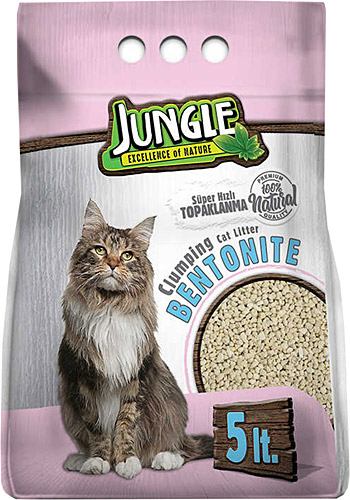 JUNGLE
EXCELLENCE of NATURE
Süper Hızlı
TOPAKLANMA
PREMIUM
100%
Natural
QUALITY
Clumping Cat Litter
BENTONITE
5 lt.